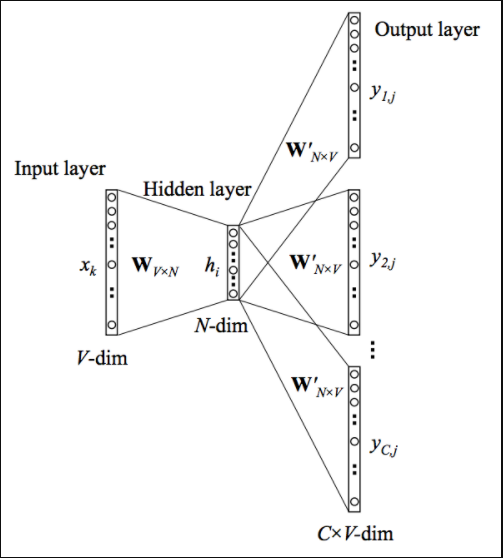 Output layer
y1,j
W'N×V
Input layer
Hidden layer
xk
WV×N
hi
W'N×V
y2,j
N-dim
V-dim
W'N×V
yC,j
C×V-dim